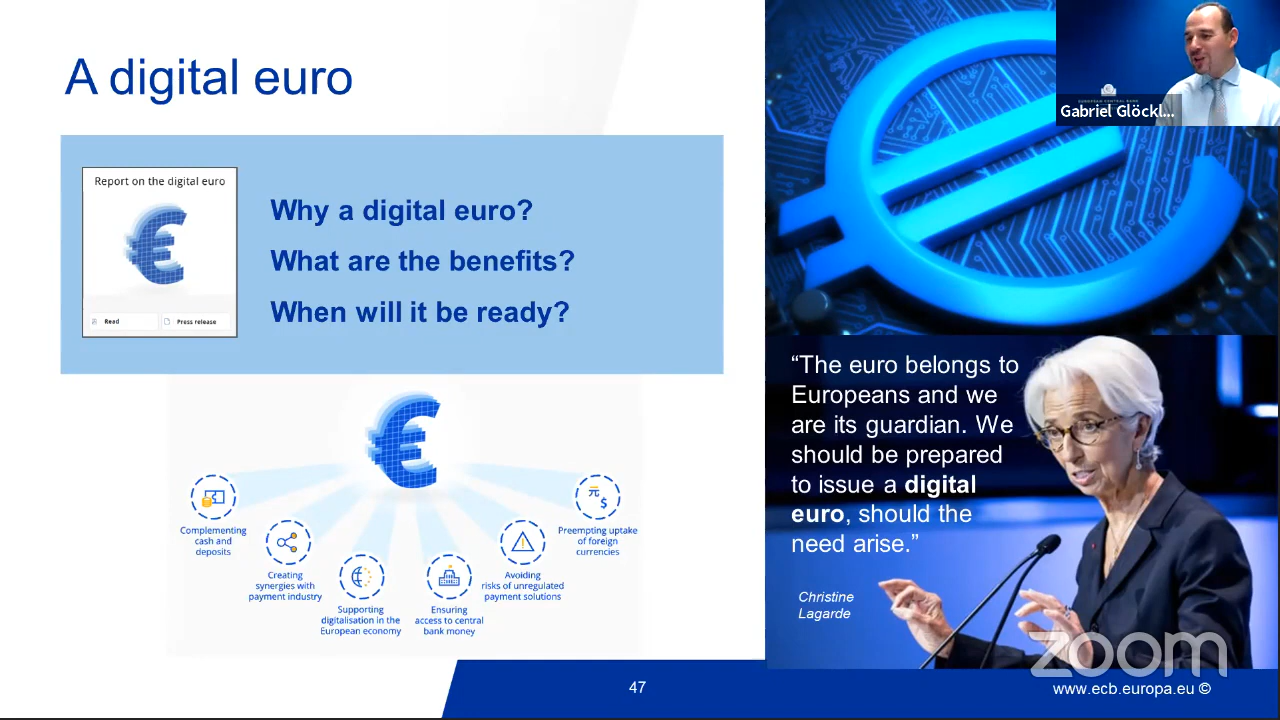 A digital euro
Report on the digital euro
Read
Press release
Why a digital euro?
What are the benefits?
When will it be ready?
Complementing
cash and
deposits
Creating
synergies with
payment industry
Supporting
digitalisation in the
European economy
Ensuring
access to central
bank money
Avoiding
risks of unregulated
payment solutions
Preempting uptake
of foreign
currencies
EUROPEAN CENTRAL BANK
Gabriel Glöckl...
“The euro belongs to
Europeans and we
are its guardian. We
should be prepared
to issue a digital
euro, should the
need arise.”
Christine
Lagarde
zoom
47
www.ecb.europa.eu ©